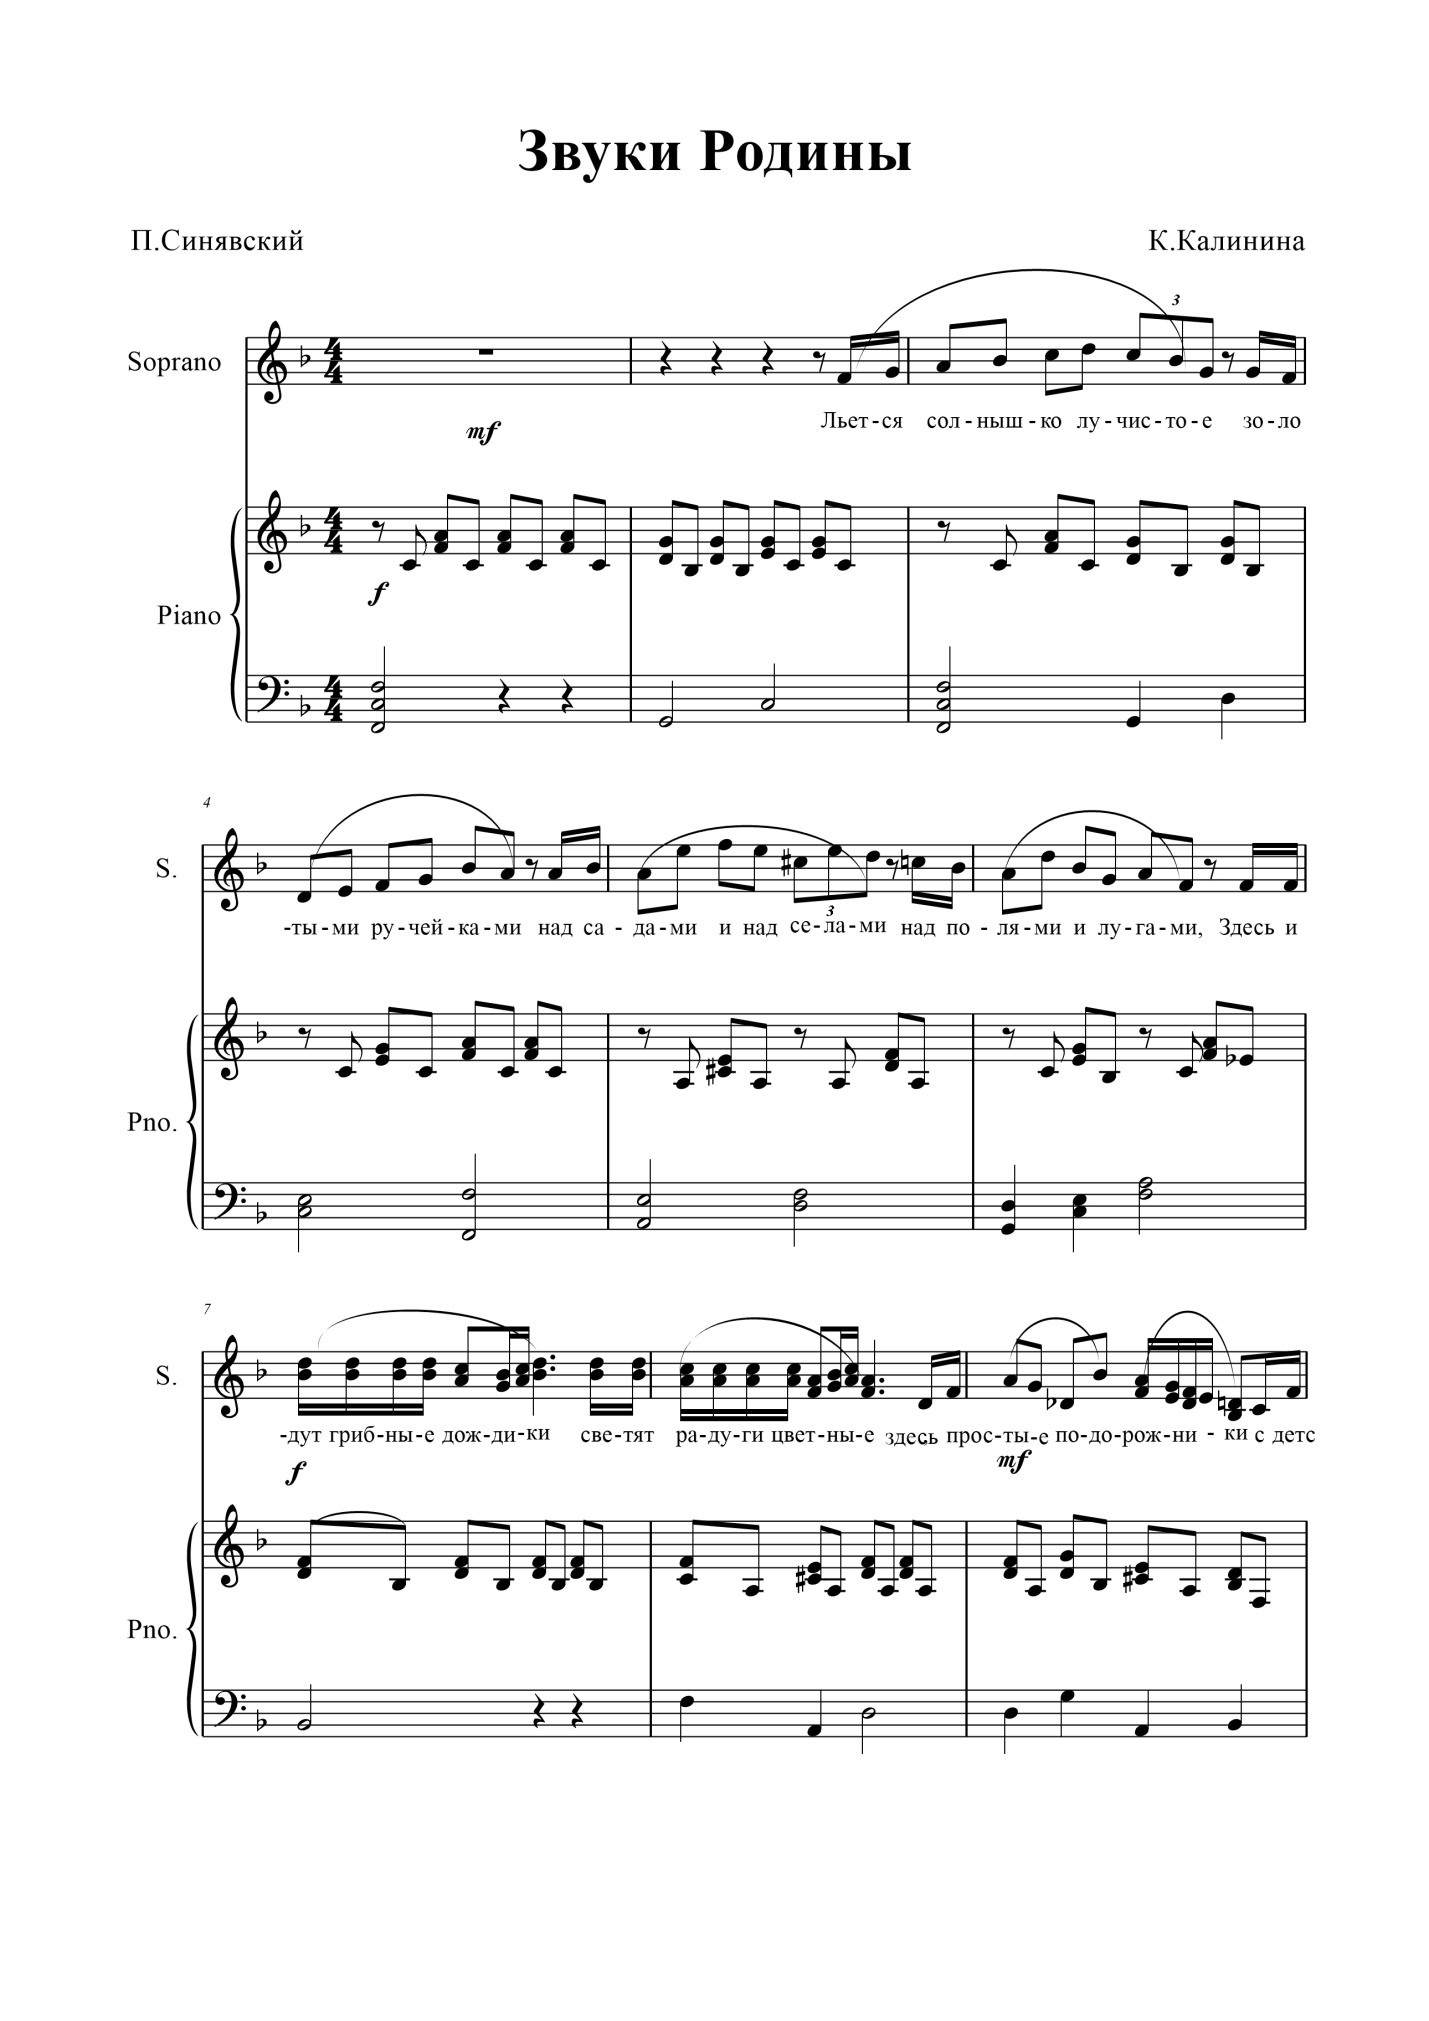 Звуки Родины
П.Синявский
К.Калинина
3
Soprano
Льет-ся сол-ныш-ко лу-чис-то-е зо-ло
mf
f
Piano
4
S.
3
-ты-ми ру-чей-ка-ми над са-да-ми и над се-ла-ми над по-ля-ми и лу-га-ми, Здесь и
Pno.
7
S.
-дут гриб-ны-е дож-ди-ки све-тят ра-ду-ги цвет-ны-е здесь прос-ты-е по-до-рож-ни-ки с детс
f
mf
Pno.